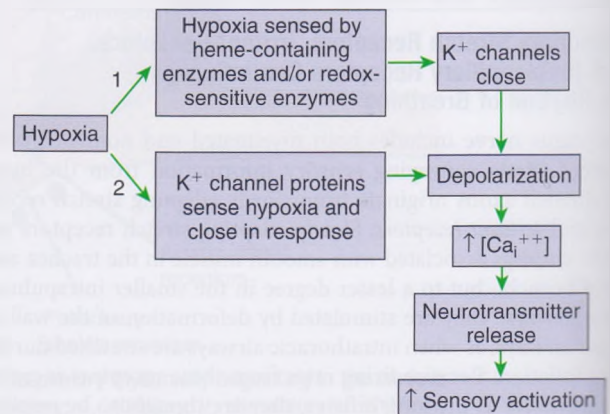 Hypoxia sensed by
heme-containing
enzymes and/or redox-
sensitive enzymes
K+ channels
close
1
Hypoxia
2
K+ channel proteins
sense hypoxia and
close in response
Depolarization
↑ [Cai++]
Neurotransmitter
release
↑ Sensory activation